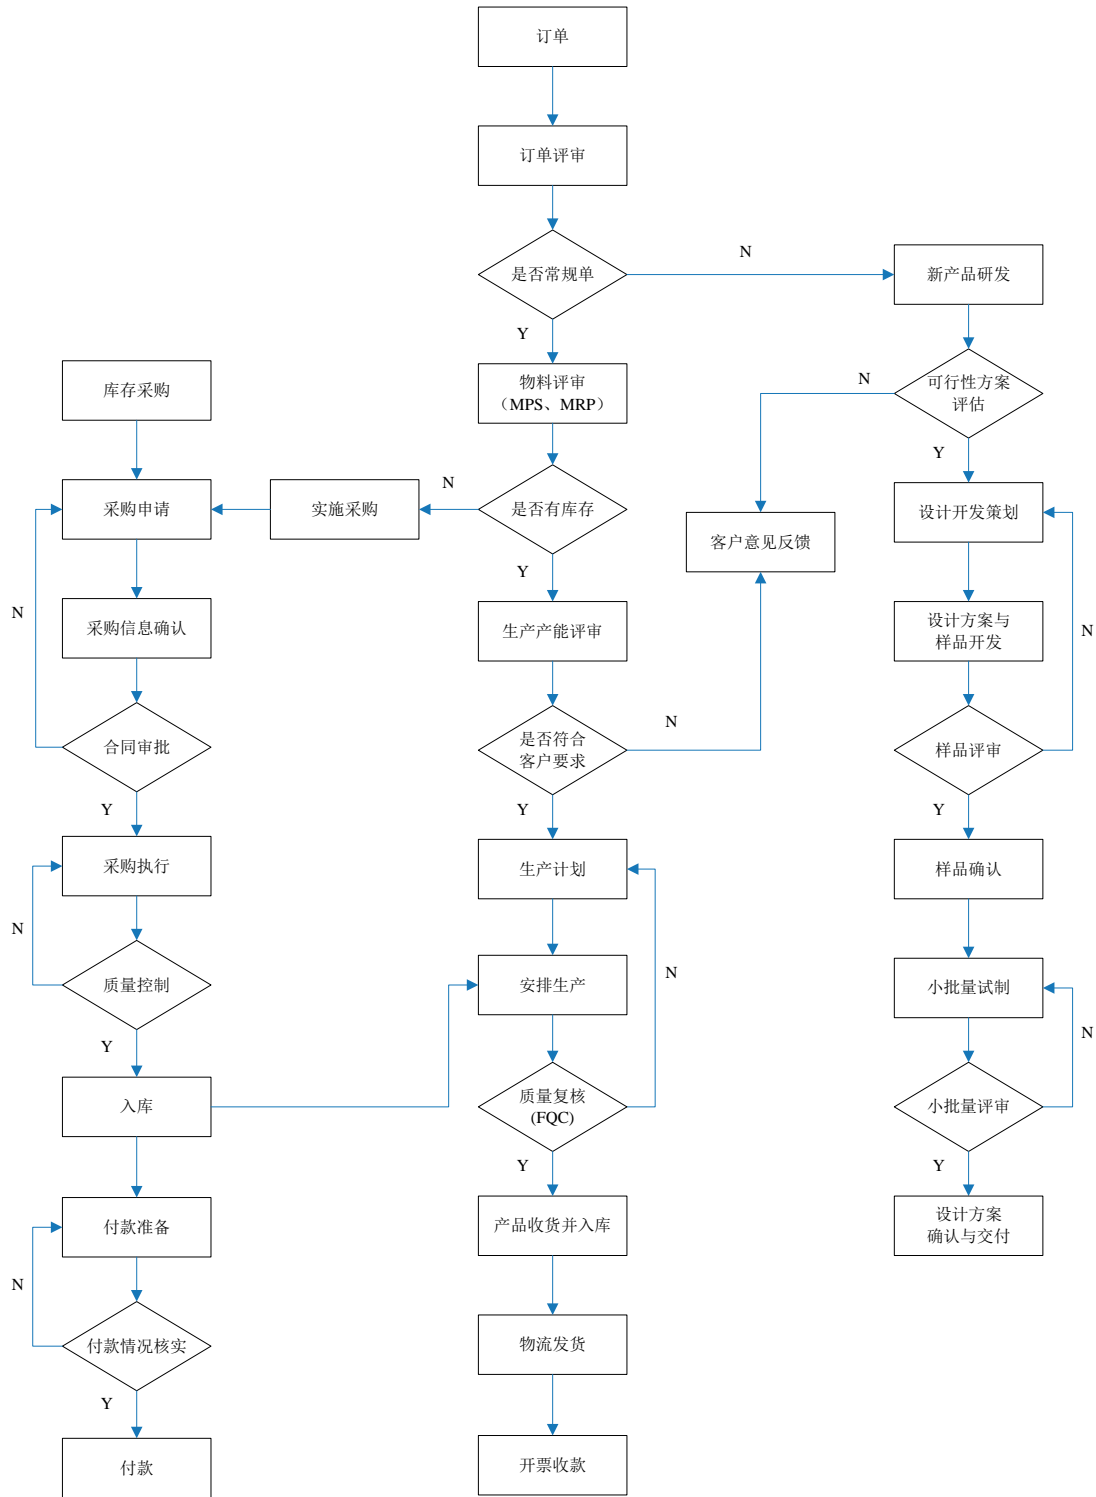 订单
订单评审
是否常规单
N
新产品研发
Y
库存采购
物料评审
（MPS、MRP）
N
可行性方案
评估
Y
采购申请
实施采购
N
是否有库存
客户意见反馈
设计开发策划
Y
N
采购信息确认
生产产能评审
设计方案与
样品开发
N
合同审批
是否符合
客户要求
N
样品评审
Y
Y
Y
采购执行
生产计划
样品确认
N
质量控制
安排生产
N
小批量试制
N
Y
入库
质量复核
(FQC)
小批量评审
Y
Y
付款准备
产品收货并入库
设计方案
确认与交付
N
付款情况核实
物流发货
Y
付款
开票收款